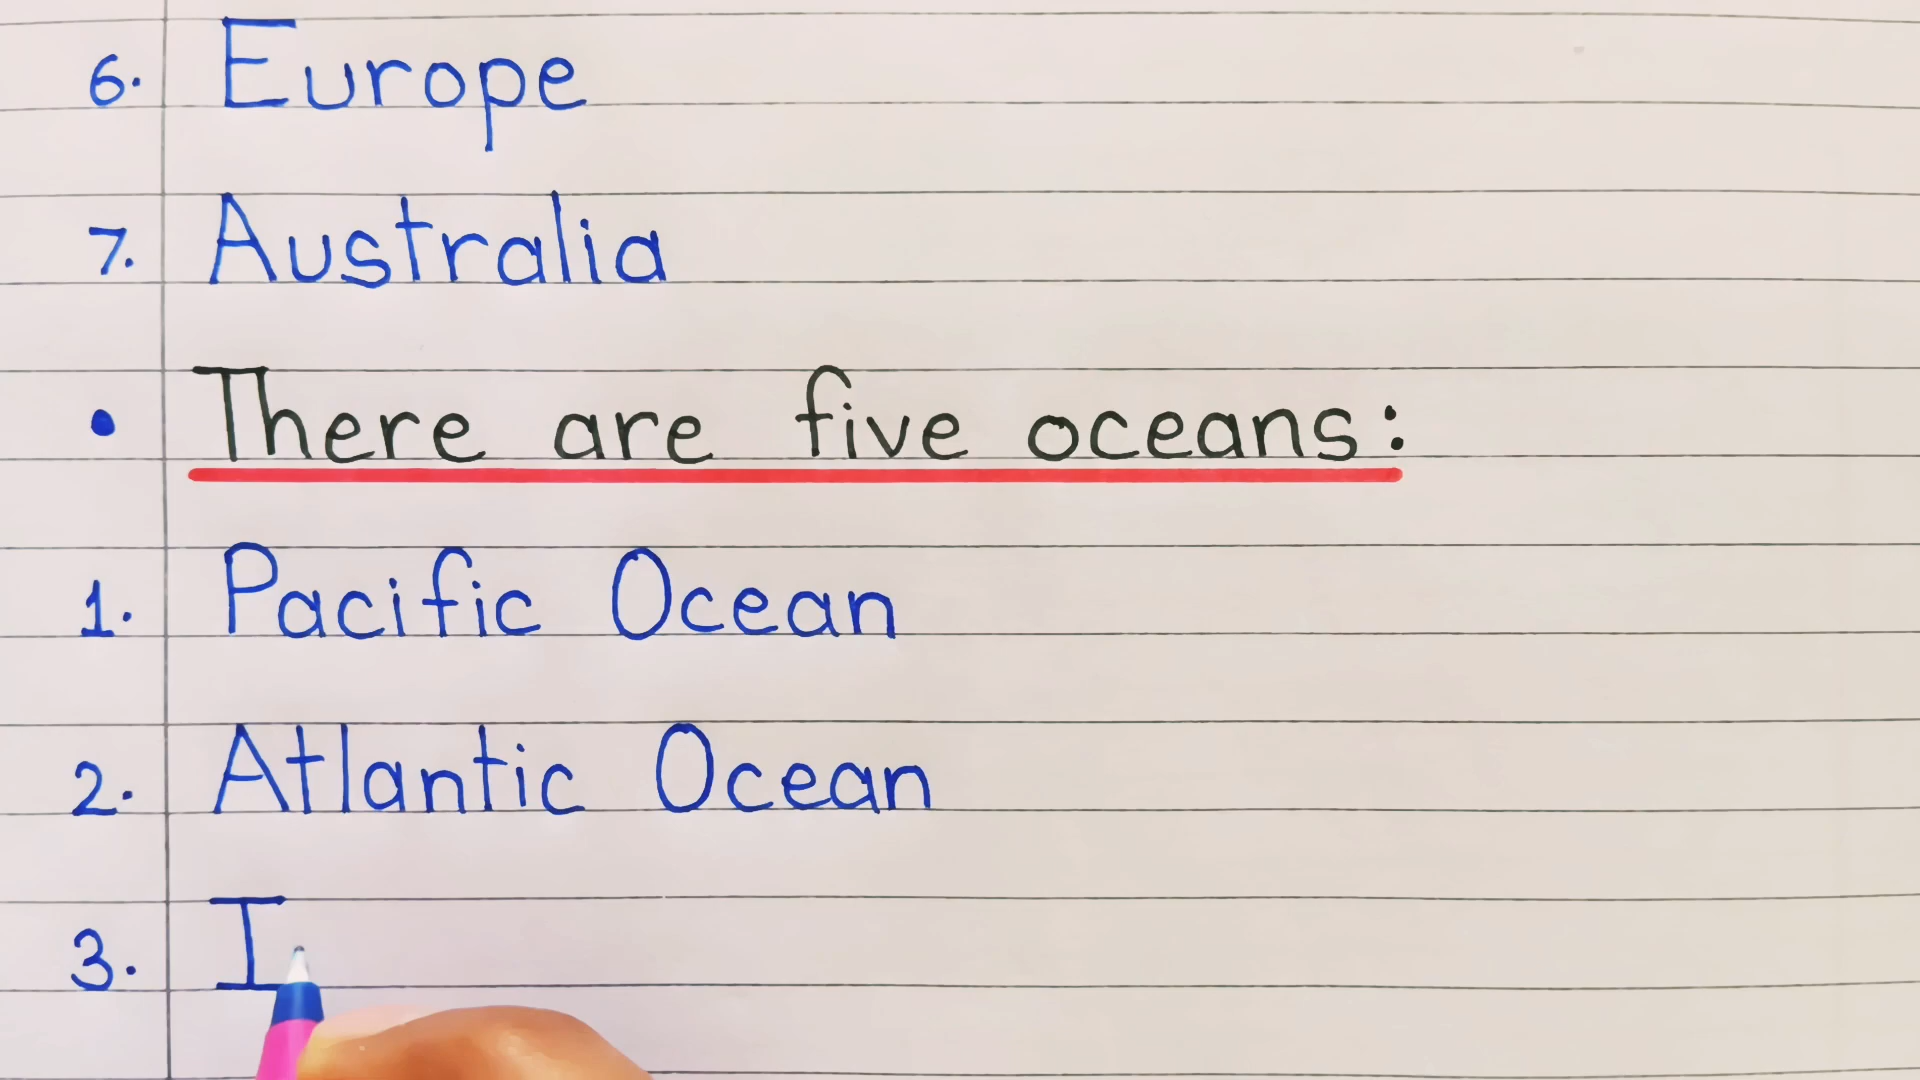 6. Europe
7. Australia
• There are five oceans:
1. Pacific Ocean
2. Atlantic Ocean
3. I